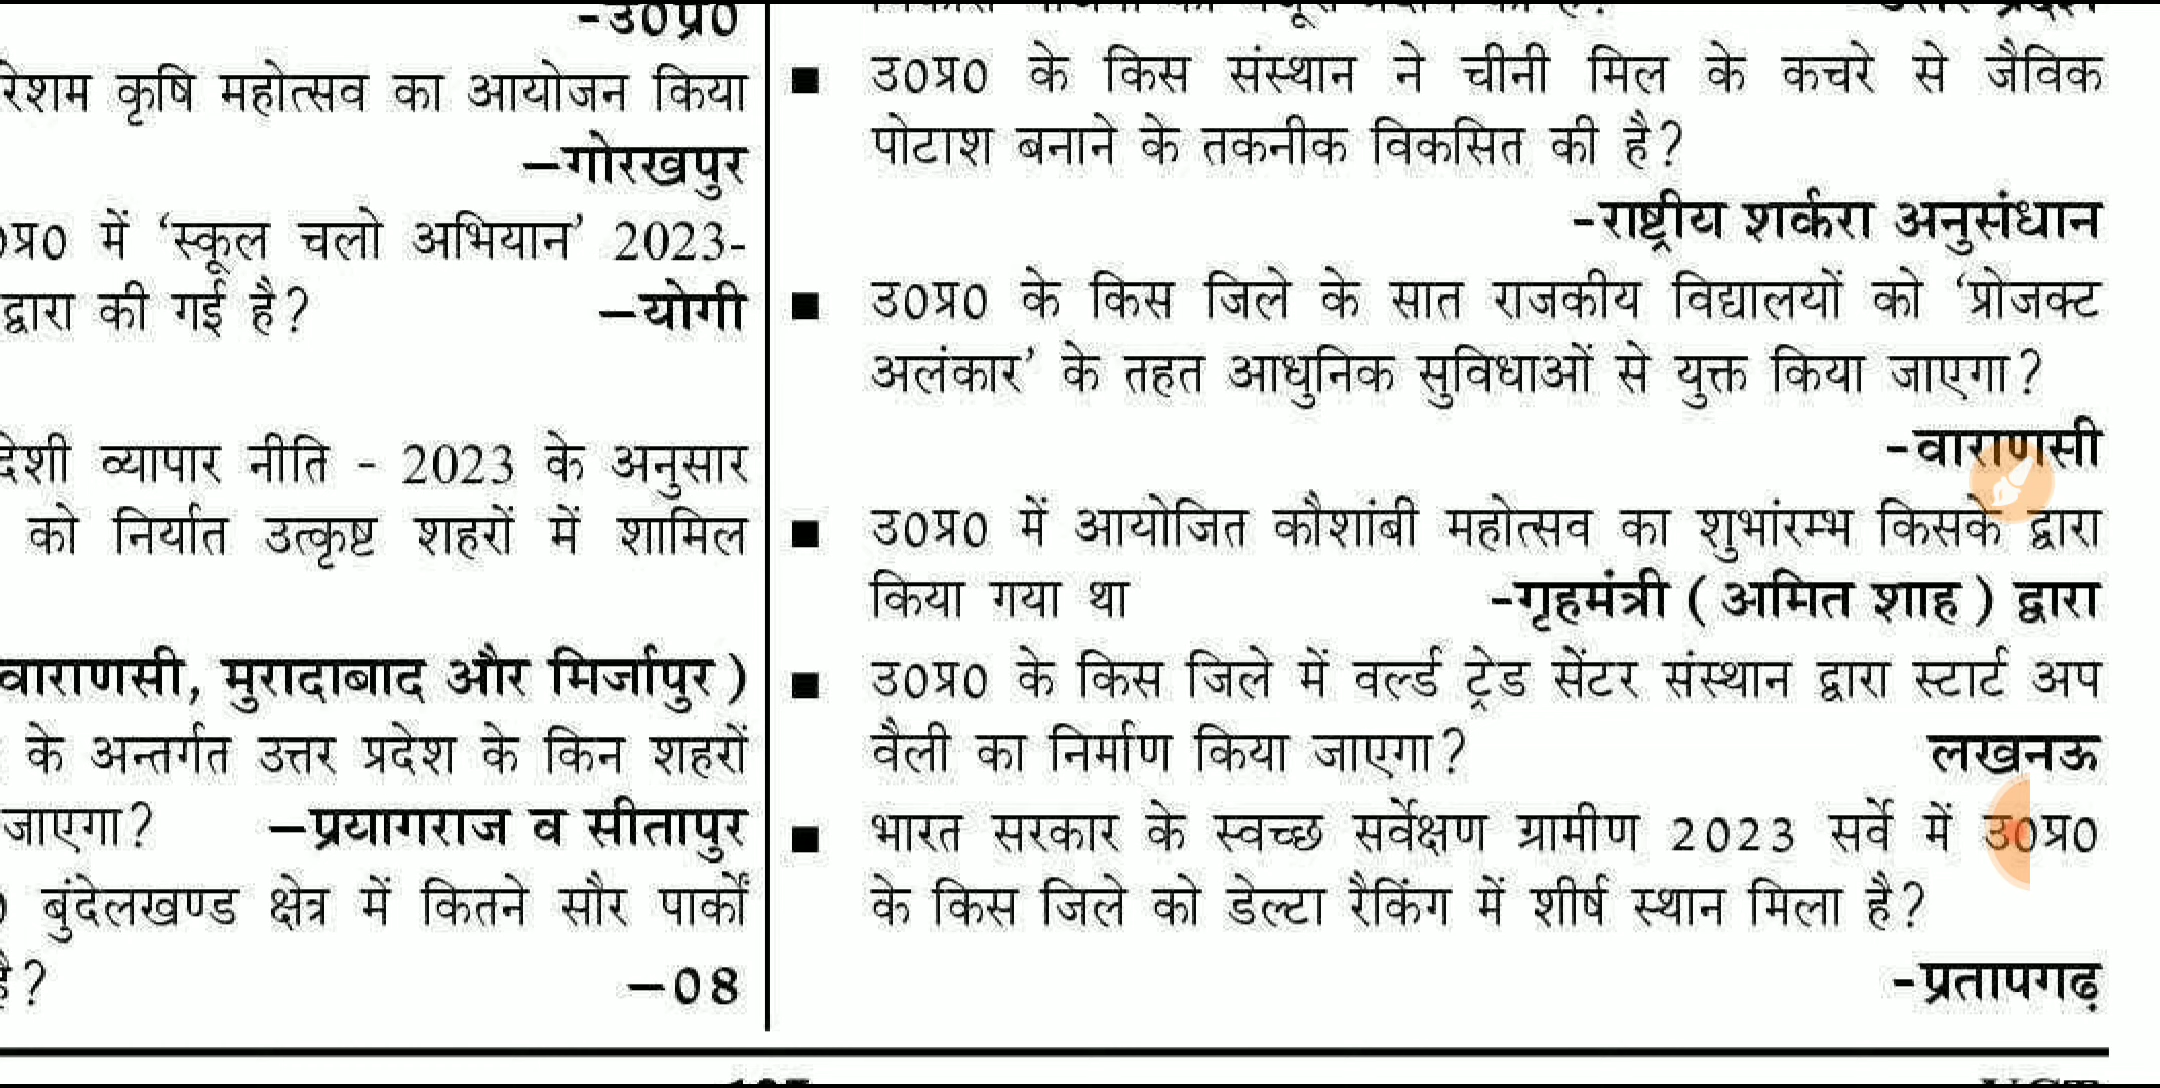 -उ0प्र0
रेशम कृषि महोत्सव का आयोजन किया
–गोरखपुर
प्र0 में ‘स्कूल चलो अभियान’ 2023-
द्वारा की गई है? –योगी
देशी व्यापार नीति - 2023 के अनुसार
को निर्यात उत्कृष्ट शहरों में शामिल
वाराणसी, मुरादाबाद और मिर्जापुर)
के अन्तर्गत उत्तर प्रदेश के किन शहरों
जाएगा? –प्रयागराज व सीतापुर
बुंदेलखण्ड क्षेत्र में कितने सौर पार्कों
है? –08
■ उ0प्र0 के किस संस्थान ने चीनी मिल के कचरे से जैविक
पोटाश बनाने के तकनीक विकसित की है?
-राष्ट्रीय शर्करा अनुसंधान
■ उ0प्र0 के किस जिले के सात राजकीय विद्यालयों को ‘प्रोजक्ट
अलंकार’ के तहत आधुनिक सुविधाओं से युक्त किया जाएगा?
-वाराणसी
■ उ0प्र0 में आयोजित कौशांबी महोत्सव का शुभांरम्भ किसके द्वारा
किया गया था -गृहमंत्री (अमित शाह) द्वारा
■ उ0प्र0 के किस जिले में वर्ल्ड ट्रेड सेंटर संस्थान द्वारा स्टार्ट अप
वैली का निर्माण किया जाएगा? लखनऊ
■ भारत सरकार के स्वच्छ सर्वेक्षण ग्रामीण 2023 सर्वे में उ0प्र0
के किस जिले को डेल्टा रैकिंग में शीर्ष स्थान मिला है?
-प्रतापगढ़